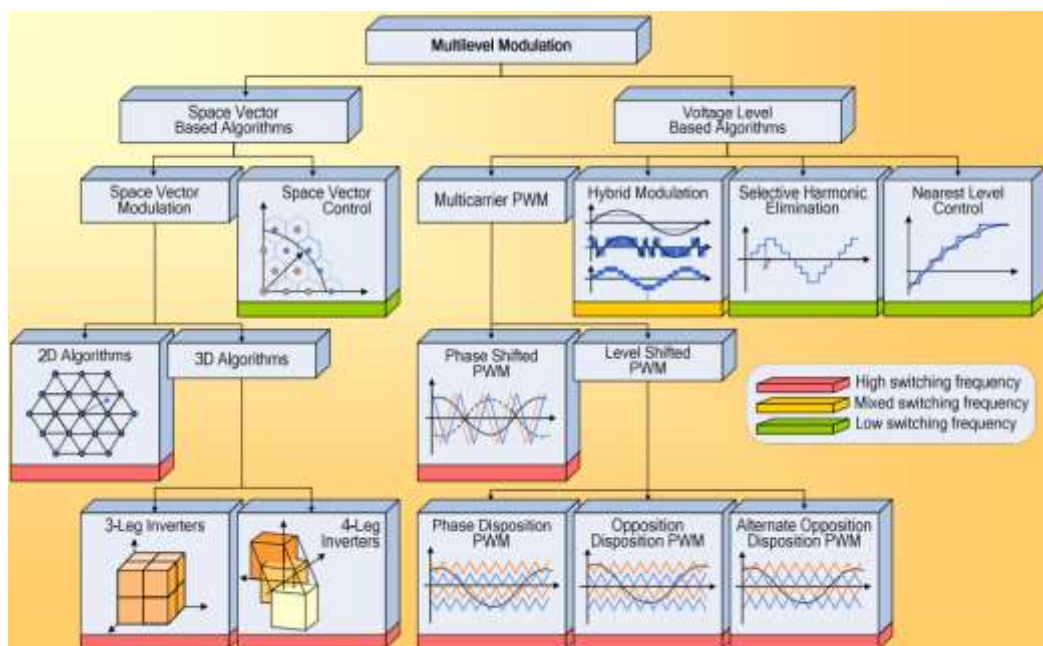 Multilevel Modulation
Space Vector
Based Algorithms
Voltage Level
Based Algorithms
Space Vector
Modulation
Space Vector
Control
Multicarrier PWM
Hybrid Modulation
Selective Harmonic
Elimination
Nearest Level
Control
2D Algorithms
3D Algorithms
Phase Shifted
PWM
Level Shifted
PWM
High switching frequency
Mixed switching frequency
Low switching frequency
3-Leg Inverters
4-Leg
Inverters
Phase Disposition
PWM
Opposition
Disposition PWM
Alternate Opposition
Disposition PWM